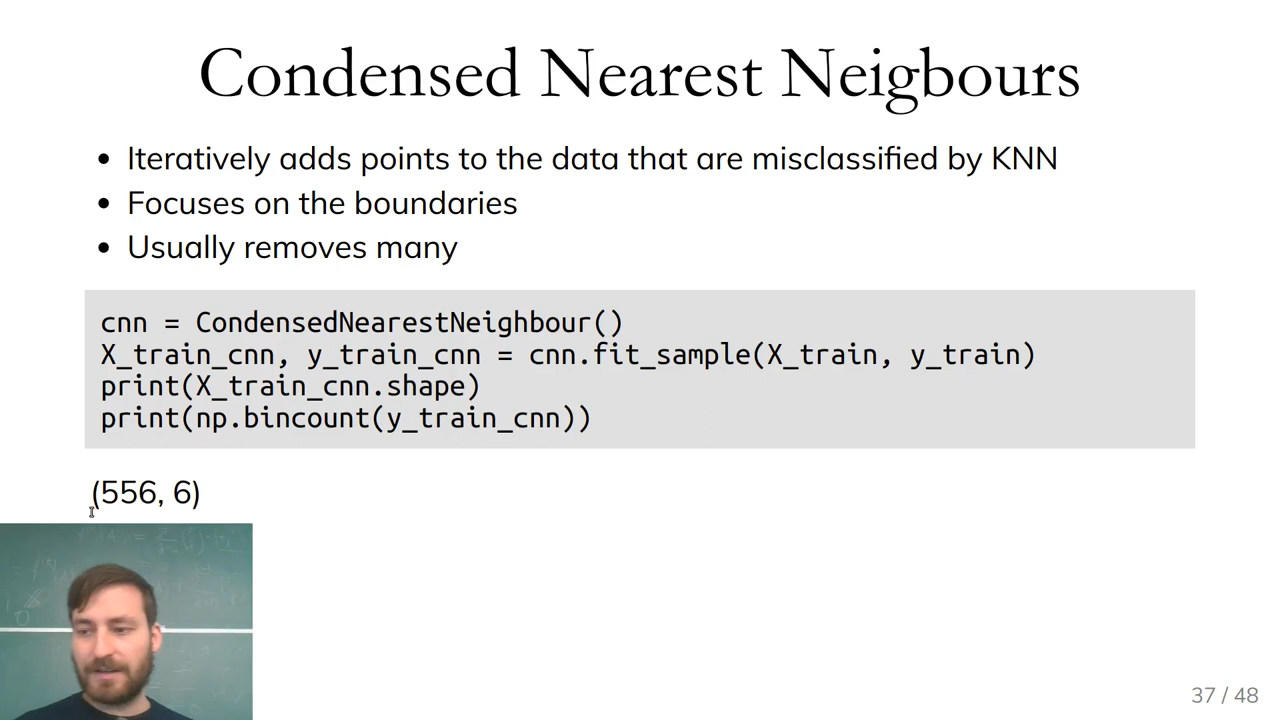 Condensed Nearest Neigbours
Iteratively adds points to the data that are misclassified by KNN
Focuses on the boundaries
Usually removes many
cnn = CondensedNearestNeighbour()
X_train_cnn, y_train_cnn = cnn.fit_sample(X_train, y_train)
print(X_train_cnn.shape)
print(np.bincount(y_train_cnn))
(556, 6)
37 / 48